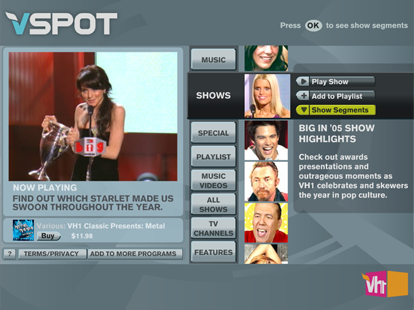 VSPOT
Press OK to see show segments
MUSIC
SHOWS
Play Show
Add to Playlist
Show Segments
SPECIAL
PLAYLIST
MUSIC
VIDEOS
ALL
SHOWS
TV
CHANNELS
FEATURES
BIG IN '05 SHOW
HIGHLIGHTS
Check out awards
presentations and
outrageous moments as
VH1 celebrates and skewers
the year in pop culture.
big
NOW PLAYING
FIND OUT WHICH STARLET MADE US
SWOON THROUGHOUT THE YEAR.
Various: VH1 Classic Presents: Metal
Buy $11.98
? TERMS/PRIVACY ADD TO MORE PROGRAMS
Vh1